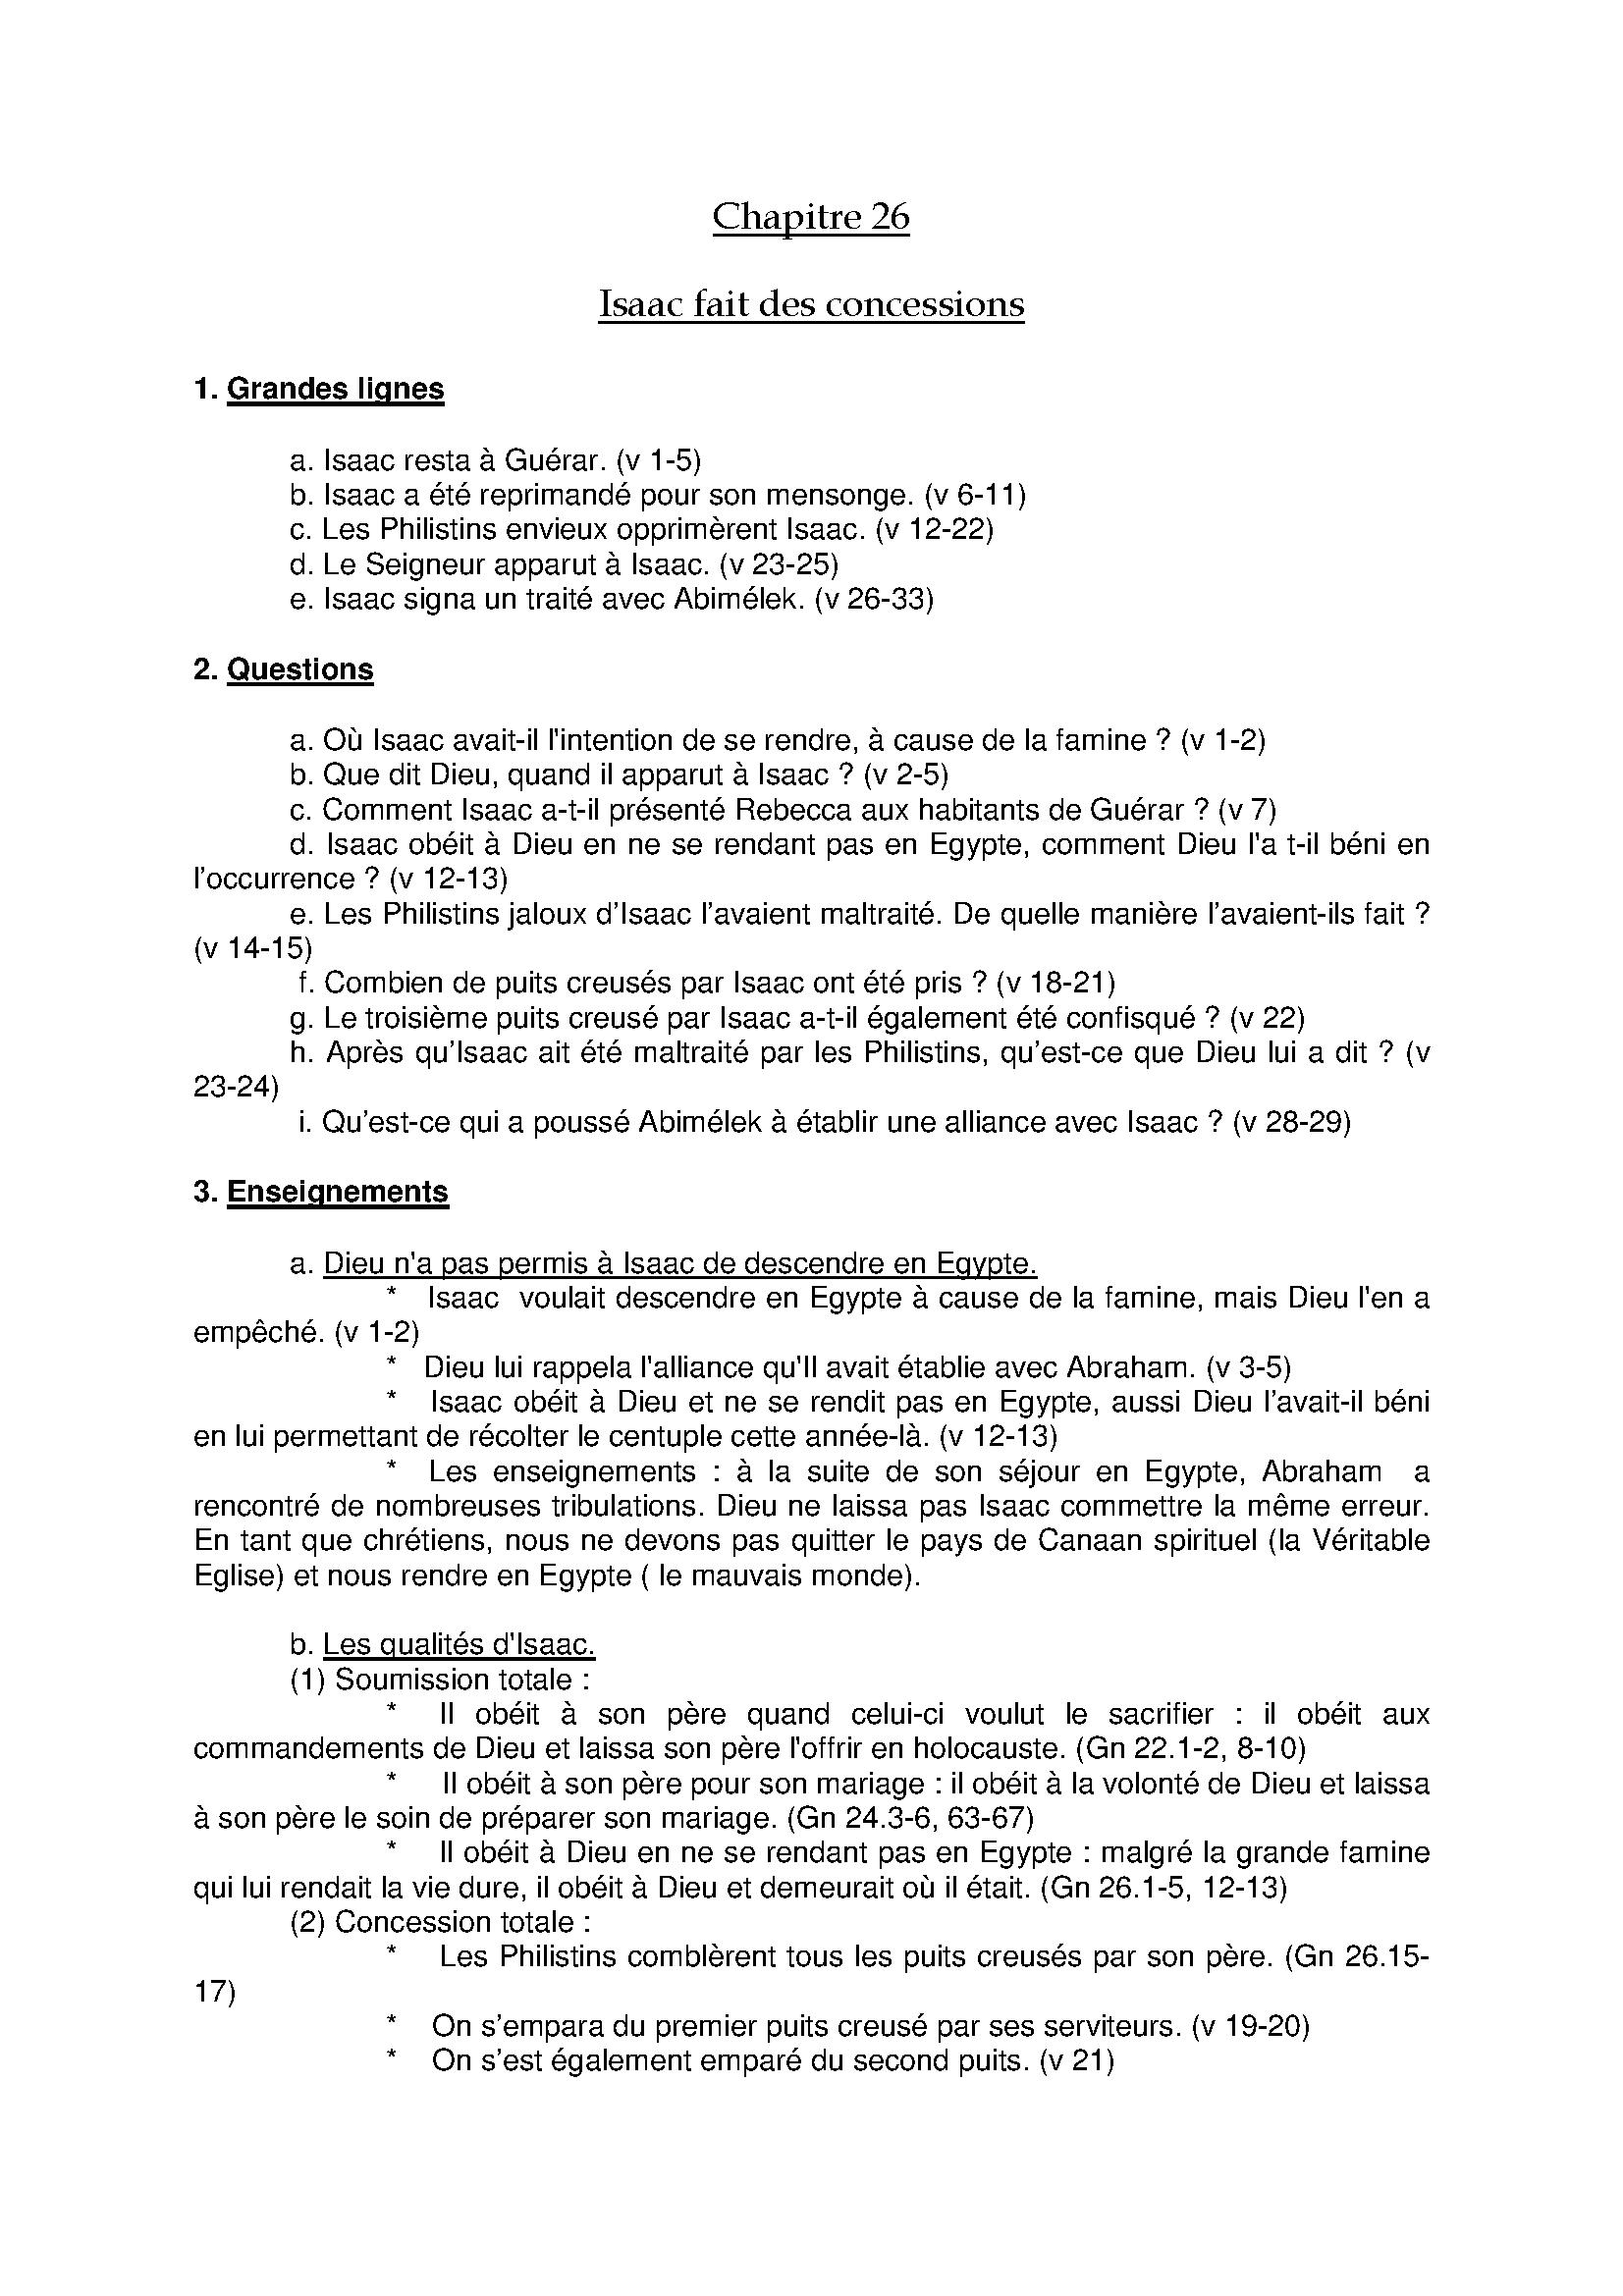 Chapitre 26
Isaac fait des concessions
1. Grandes lignes
a. Isaac resta à Guérar. (v 1-5)
b. Isaac a été reprimandé pour son mensonge. (v 6-11)
c. Les Philistins envieux opprimèrent Isaac. (v 12-22)
d. Le Seigneur apparut à Isaac. (v 23-25)
e. Isaac signa un traité avec Abimélek. (v 26-33)
2. Questions
a. Où Isaac avait-il l'intention de se rendre, à cause de la famine ? (v 1-2)
b. Que dit Dieu, quand il apparut à Isaac ? (v 2-5)
c. Comment Isaac a-t-il présenté Rebecca aux habitants de Guérar ? (v 7)
d. Isaac obéit à Dieu en ne se rendant pas en Egypte, comment Dieu l'a t-il béni en
l'occurrence ? (v 12-13)
e. Les Philistins jaloux d’Isaac l’avaient maltraité. De quelle manière l’avaient-ils fait ?
(v 14-15)
f. Combien de puits creusés par Isaac ont été pris ? (v 18-21)
g. Le troisième puits creusé par Isaac a-t-il également été confisqué ? (v 22)
h. Après qu’Isaac ait été maltraité par les Philistins, qu’est-ce que Dieu lui a dit ? (v
23-24)
i. Qu’est-ce qui a poussé Abimélek à établir une alliance avec Isaac ? (v 28-29)
3. Enseignements
a. Dieu n'a pas permis à Isaac de descendre en Egypte.
* Isaac voulait descendre en Egypte à cause de la famine, mais Dieu l'en a
empêché. (v 1-2)
* Dieu lui rappela l'alliance qu'Il avait établie avec Abraham. (v 3-5)
* Isaac obéit à Dieu et ne se rendit pas en Egypte, aussi Dieu l’avait-il béni
en lui permettant de récolter le centuple cette année-là. (v 12-13)
* Les enseignements : à la suite de son séjour en Egypte, Abraham a
rencontré de nombreuses tribulations. Dieu ne laissa pas Isaac commettre la même erreur.
En tant que chrétiens, nous ne devons pas quitter le pays de Canaan spirituel (la Véritable
Eglise) et nous rendre en Egypte ( le mauvais monde).
b. Les qualités d'Isaac.
(1) Soumission totale :
* Il obéit à son père quand celui-ci voulut le sacrifier : il obéit aux
commandements de Dieu et laissa son père l'offrir en holocauste. (Gn 22.1-2, 8-10)
* Il obéit à son père pour son mariage : il obéit à la volonté de Dieu et laissa
à son père le soin de préparer son mariage. (Gn 24.3-6, 63-67)
* Il obéit à Dieu en ne se rendant pas en Egypte : malgré la grande famine
qui lui rendait la vie dure, il obéit à Dieu et demeurait où il était. (Gn 26.1-5, 12-13)
(2) Concession totale :
* Les Philistins comblèrent tous les puits creusés par son père. (Gn 26.15-
17)
* On s’empara du premier puits creusé par ses serviteurs. (v 19-20)
* On s’est également emparé du second puits. (v 21)